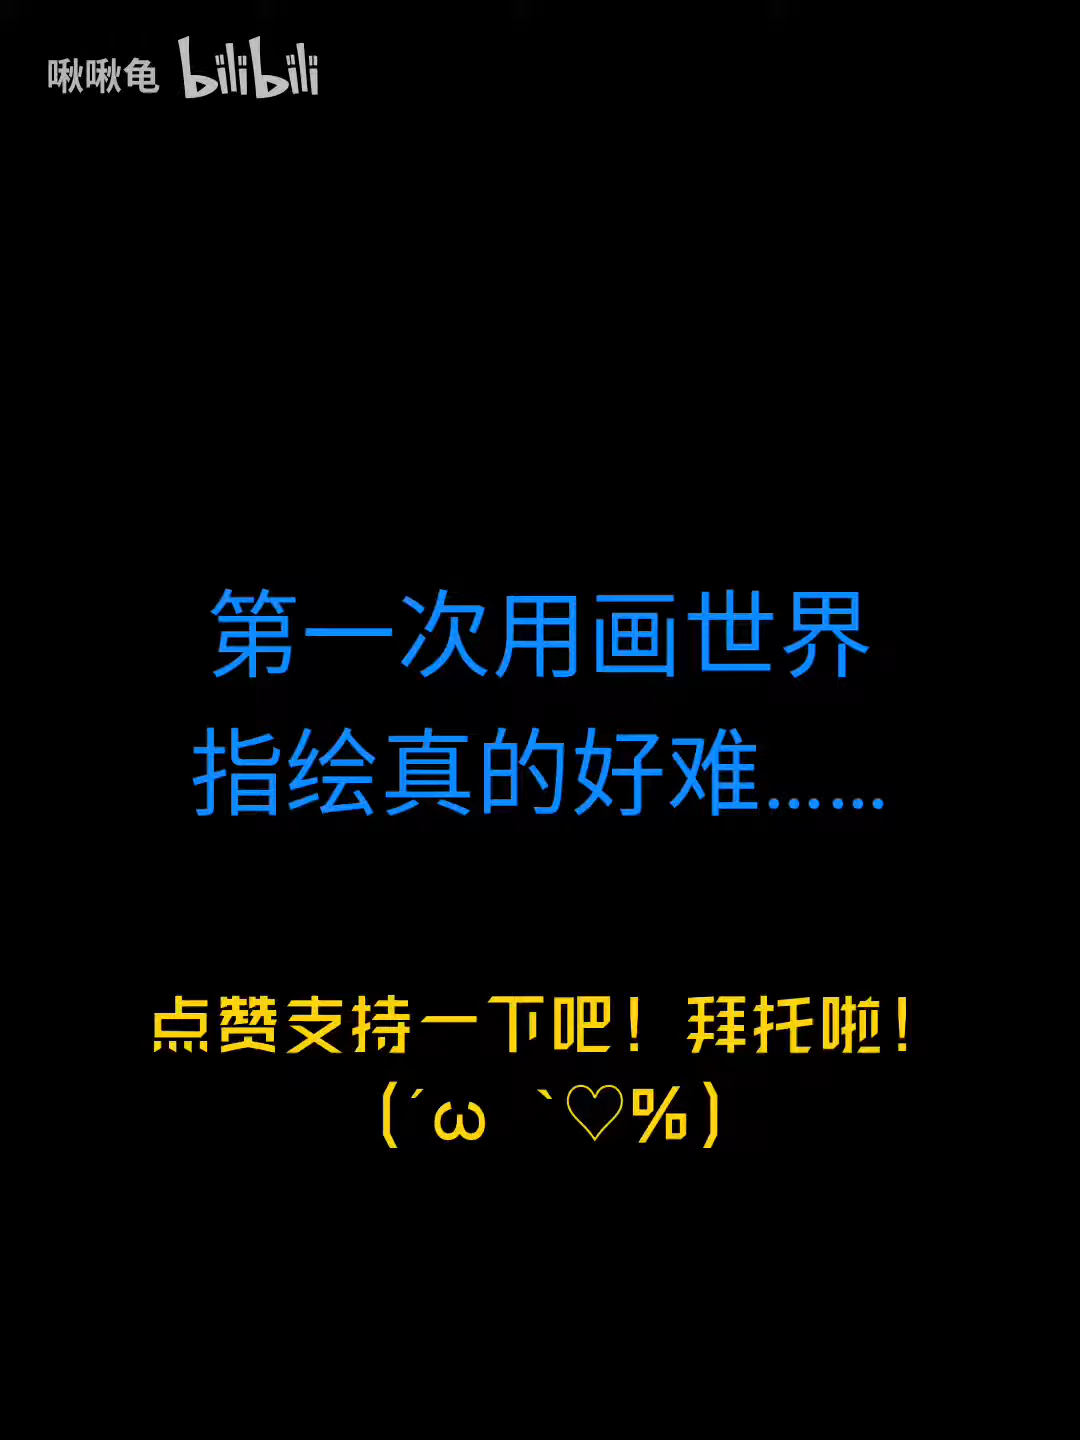 啾啾龟 bilibili
第一次用画世界
指绘真的好难……
点赞支持一下吧！拜托啦！
(´ω｀♡%)